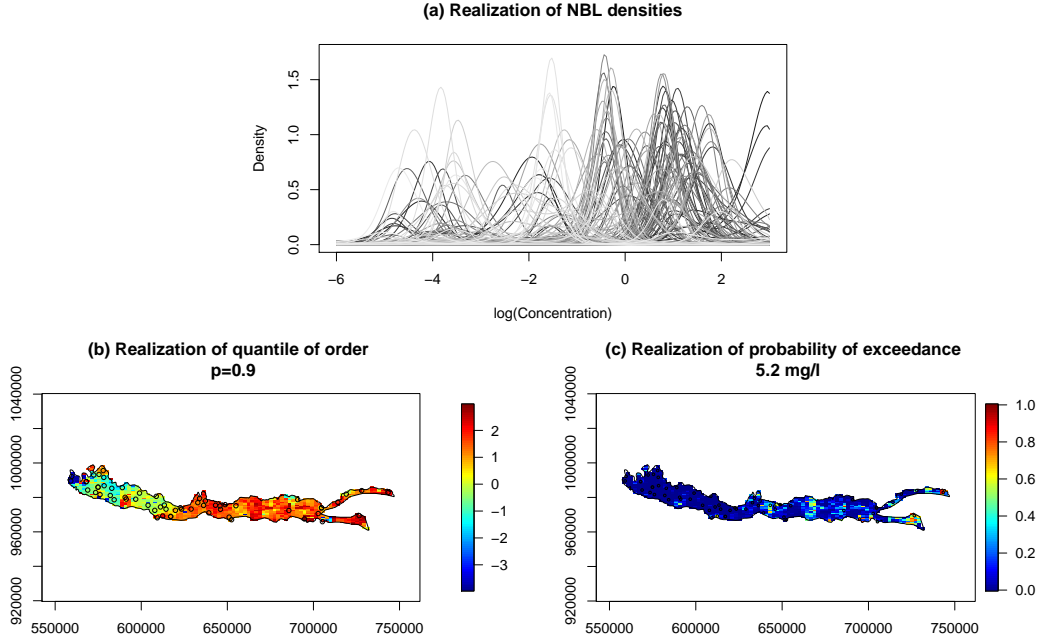 (a) Realization of NBL densities
1.5
1.0
0.5
0.0
Density
−6 −4 −2 0 2
log(Concentration)
(b) Realization of quantile of order
p=0.9
1040000
1000000
960000
920000
550000 600000 650000 700000 750000
2
1
0
−1
−3
(c) Realization of probability of exceedance
5.2 mg/l
1040000
1000000
960000
920000
550000 600000 650000 700000 750000
1.0
0.8
0.6
0.4
0.2
0.0